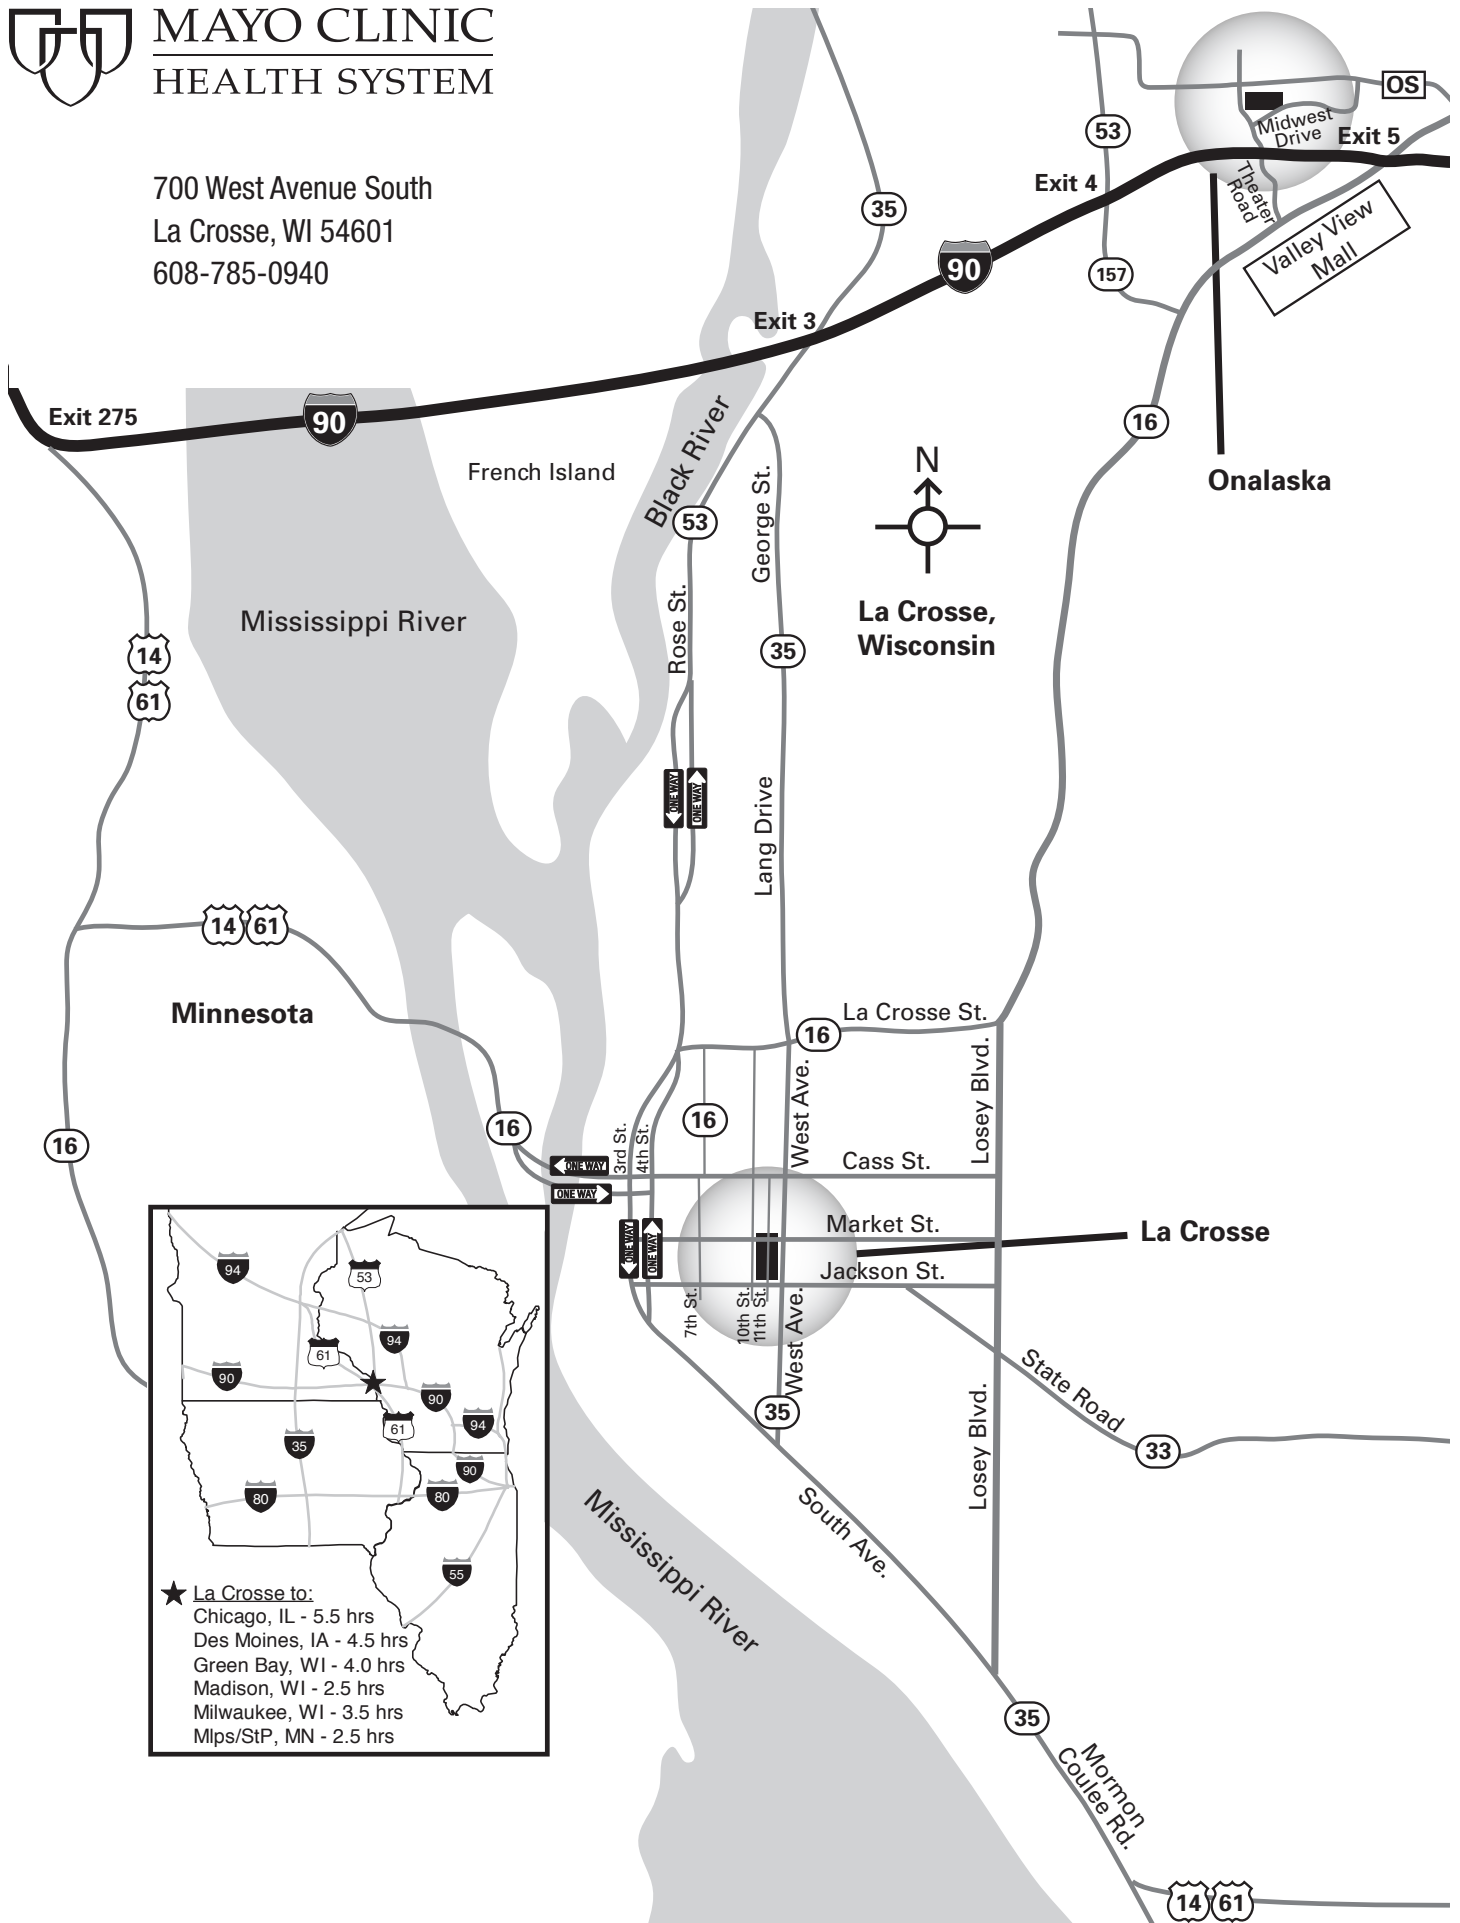 MAYO CLINIC
HEALTH SYSTEM
700 West Avenue South
La Crosse, WI 54601
608-785-0940
OS
53
Midwest
Drive
Exit 5
Exit 4
Theater
Road
35
Valley View
Mall
90
157
Exit 3
Exit 275
90
16
French Island
Black River
N
Onalaska
53
George St.
La Crosse,
Wisconsin
Mississippi River
Rose St.
14
35
61
ONE WAY
ONE WAY
Lang Drive
14
61
Minnesota
La Crosse St.
16
Losey Blvd.
West Ave.
16
16
16
3rd St.
4th St.
Cass St.
ONE WAY
ONE WAY
Market St.
La Crosse
ONE WAY
ONE WAY
Jackson St.
7th St.
10th St.
11th St.
West Ave.
State Road
35
Losey Blvd.
33
South Ave.
Mississippi River
94
53
94
61
90
90
94
61
35
90
80
80
55
La Crosse to:
Chicago, IL - 5.5 hrs
Des Moines, IA - 4.5 hrs
Green Bay, WI - 4.0 hrs
Madison, WI - 2.5 hrs
Milwaukee, WI - 3.5 hrs
Mlps/StP, MN - 2.5 hrs
35
Mormon
Coulee Rd.
14
61